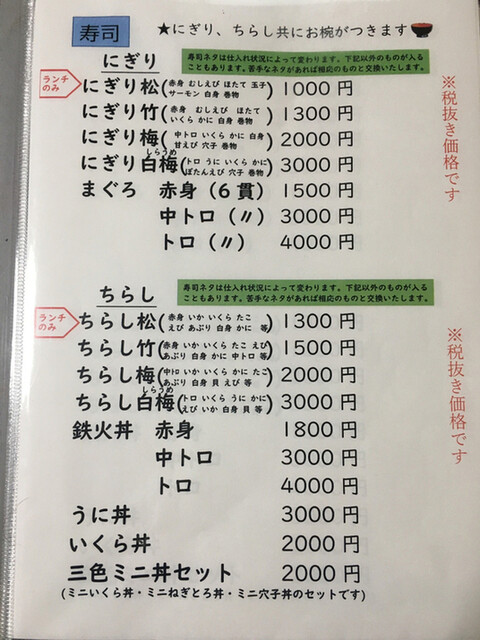 寿司
★にぎり、ちらし共にお椀がつきます
にぎり
寿司ネタは仕入れ状況によって変わります。下記以外のものが入る
こともあります。苦手なネタがあれば相応のものと交換いたします。
ランチ
のみ
にぎり松(赤身 むしえび ほたて 玉子
サーモン 白身 巻物) 1000円
にぎり竹(赤身 むしえび ほたて
いくら かに 白身 巻物) 1300円
にぎり梅(中トロ いくら かに 白身
甘えび 穴子 巻物) 2000円
しらうめ
にぎり白梅(トロ うに いくら かに
ぼたんえび 穴子 巻物) 3000円
まぐろ 赤身(6貫) 1500円
中トロ(〃) 3000円
トロ(〃) 4000円
※税抜き価格です
ちらし
寿司ネタは仕入れ状況によって変わります。下記以外のものが入る
こともあります。苦手なネタがあれば相応のものと交換いたします。
ランチ
のみ
ちらし松(赤身 いか いくら たこ
えび あぶり 白身 かに 等) 1300円
ちらし竹(赤身 いか いくら たこ えび
あぶり 白身 かに 中トロ 等) 1500円
ちらし梅(中トロ いか いくら かに たこ
あぶり 白身 貝 えび 等) 2000円
しらうめ
ちらし白梅(トロ いくら うに かに
えび いか 白身 貝 等) 3000円
鉄火丼 赤身 1800円
中トロ 3000円
トロ 4000円
うに丼 3000円
いくら丼 2000円
三色ミニ丼セット 2000円
(ミニいくら丼・ミニねぎとろ丼・ミニ穴子丼のセットです)
※税抜き価格です